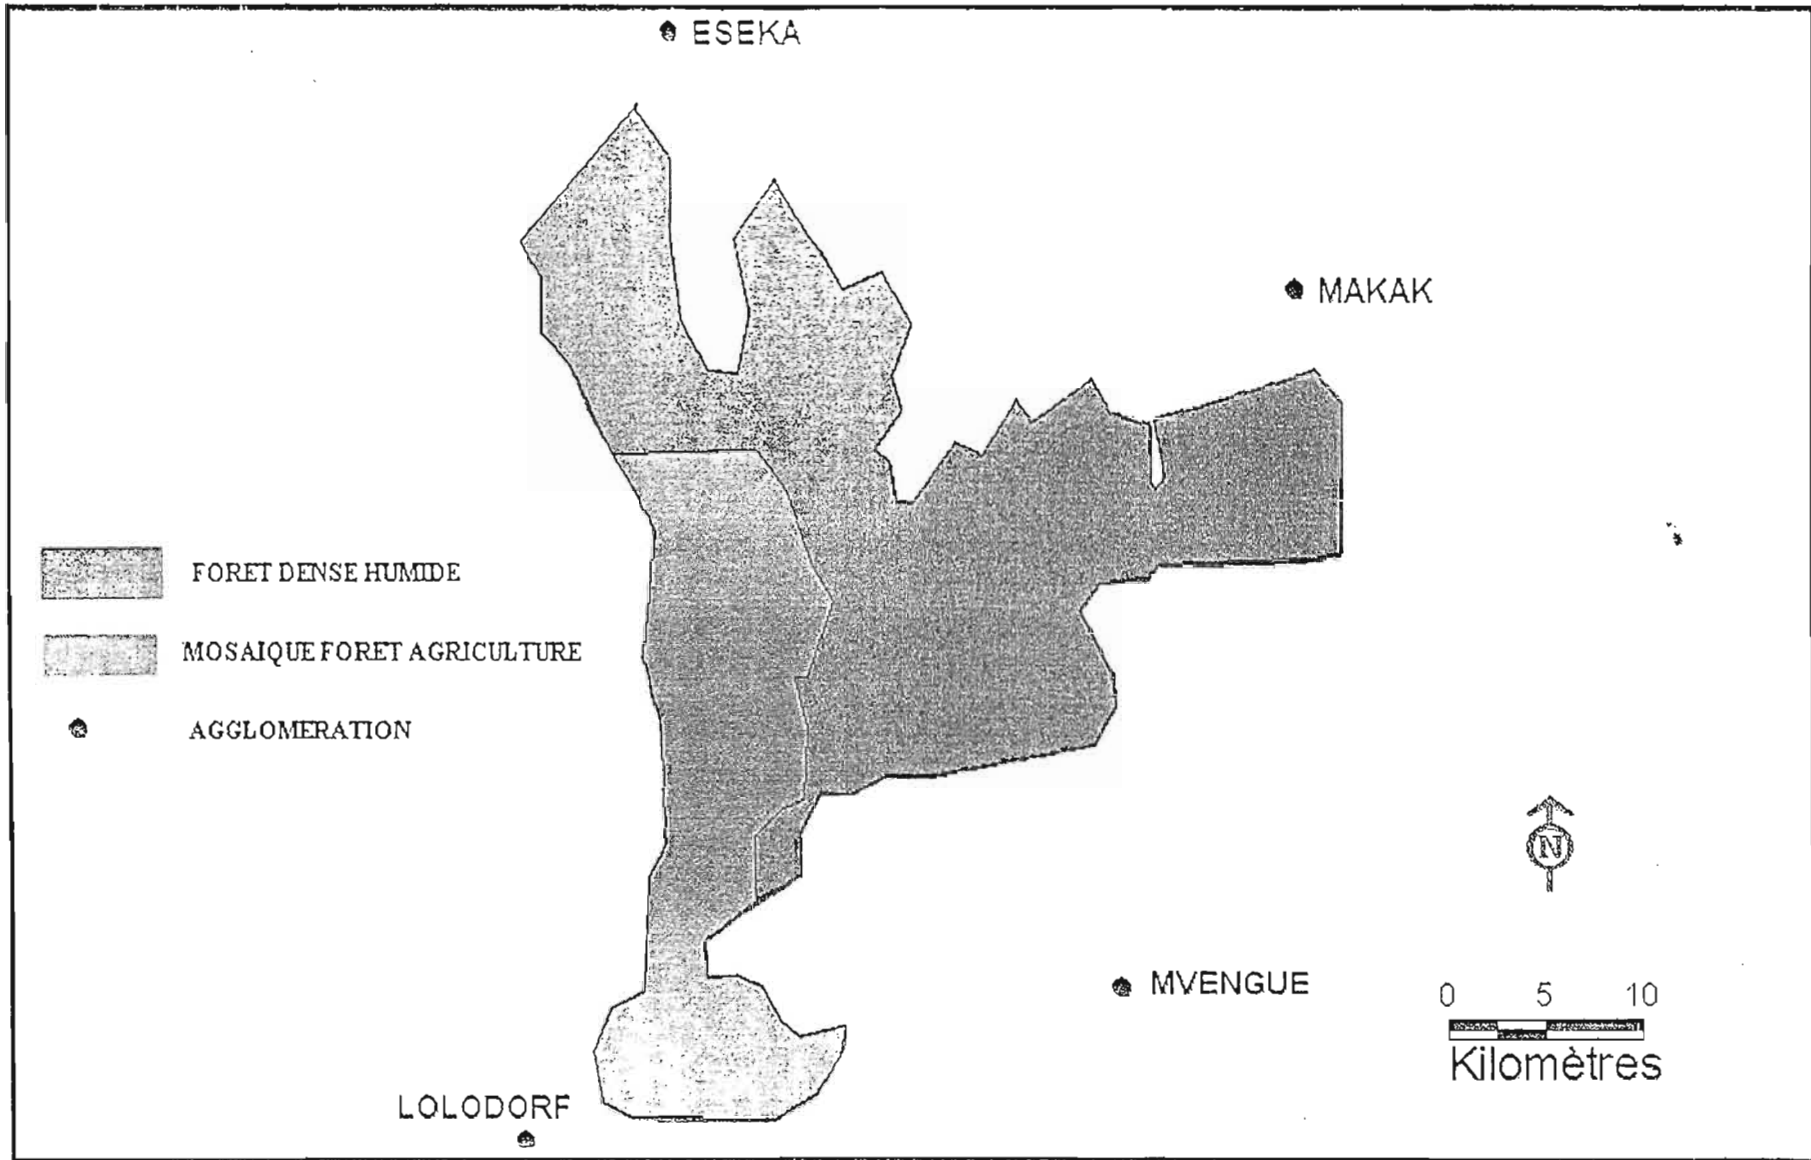 ESEKA
MAKAK
FORET DENSE HUMIDE
MOSAIQUE FORET AGRICULTURE
AGGLOMERATION
N
MVENGUE
0 5 10
Kilomètres
LOLODORF